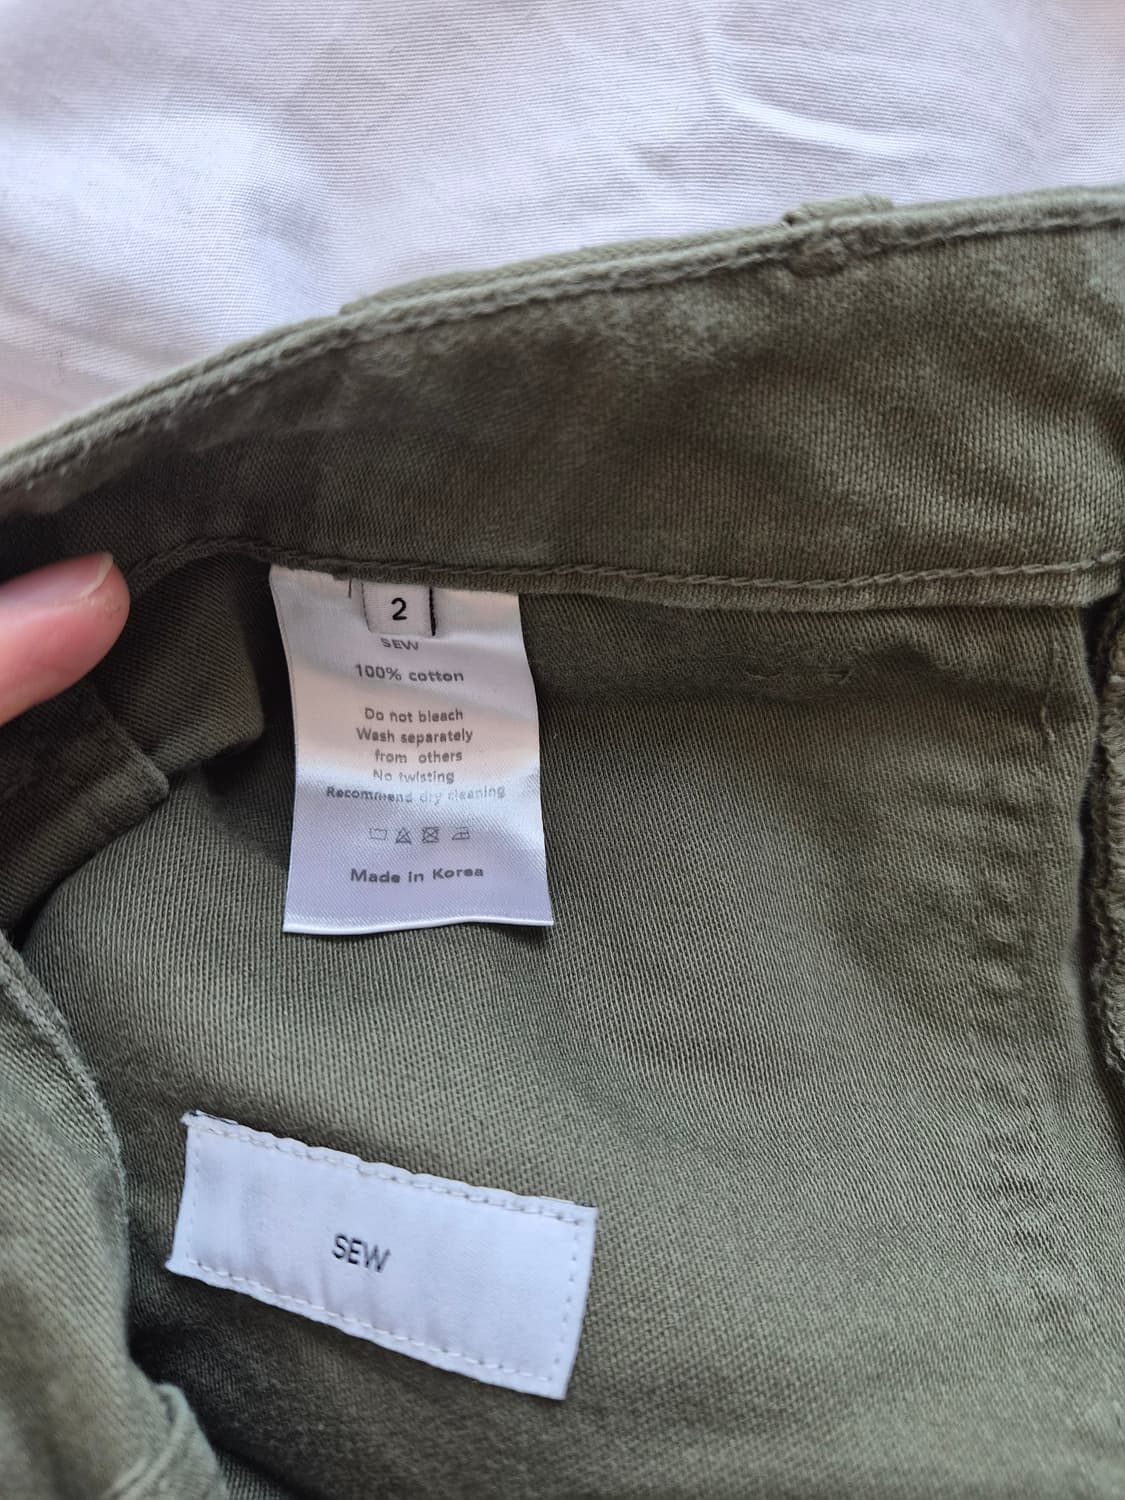 2
SEW
100% cotton
Do not bleach
Wash separately
from others
No twisting
Recommend dry cleaning
Made in Korea
SEW